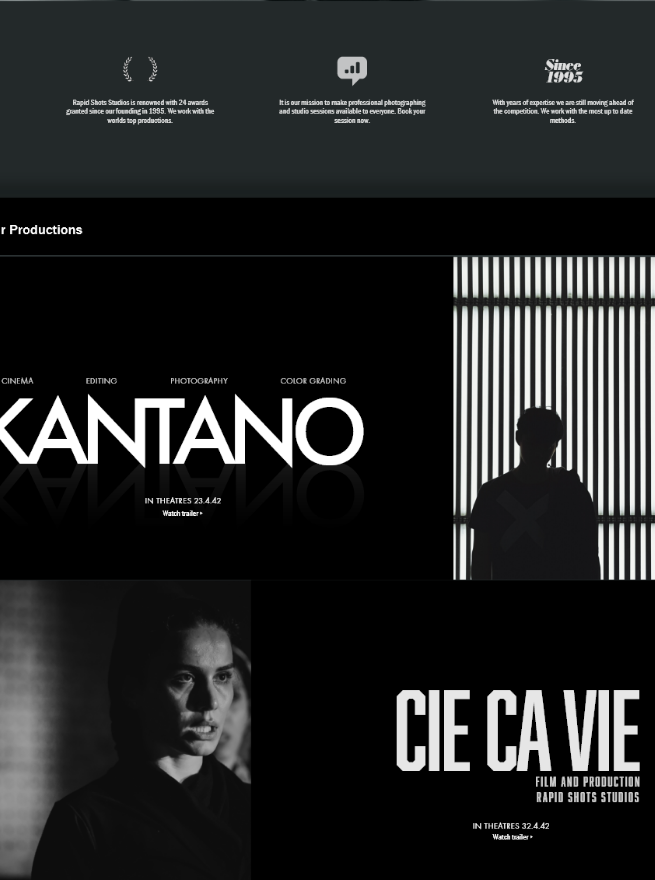 Since
1995
Rapid Shots Studios is renowned with 24 awards
granted since our founding in 1995. We work with the
worlds top productions.
It is our mission to make professional photographing
and studio sessions available to everyone. Book your
session now.
With years of expertise we are still moving ahead of
the competition. We work with the most up to date
methods.
r Productions
CINEMA EDITING PHOTOGRAPHY COLOR GRADING
KANTANO
IN THEATRES 23.4.42
Watch trailer ▸
CIE CA VIE
FILM AND PRODUCTION
RAPID SHOTS STUDIOS
IN THEATRES 32.4.42
Watch trailer ▸